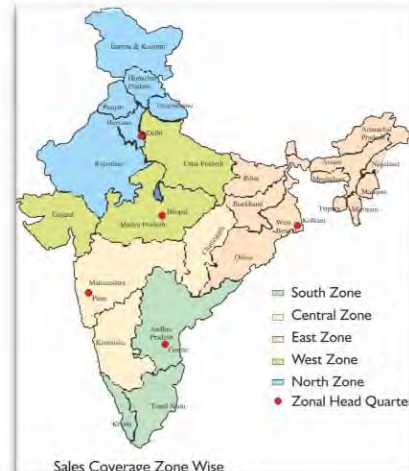 Jammu & Kashmir
Himachal
Pradesh
Punjab
Uttaranchal
Haryana
Delhi
Rajasthan
Uttar Pradesh
Arunachal
Pradesh
Assam
Nagaland
Meghalaya
Manipur
Bihar
Tripura
Mizoram
Jharkhand
Gujarat
Bhopal
Madhya Pradesh
West
Bengal
Kolkata
Chattisgarh
Orissa
Maharashtra
Pune
Andhra
Pradesh
Karnataka
Kerala
Tamil Nadu
South Zone
Central Zone
East Zone
West Zone
North Zone
Zonal Head Quarte
Sales Coverage Zone Wise